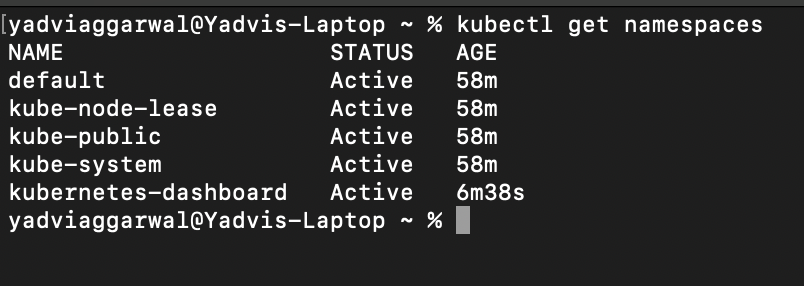 [yadviaggarwal@Yadvis-Laptop ~ % kubectl get namespaces
NAME                   STATUS   AGE
default                Active   58m
kube-node-lease        Active   58m
kube-public            Active   58m
kube-system            Active   58m
kubernetes-dashboard   Active   6m38s
yadviaggarwal@Yadvis-Laptop ~ %